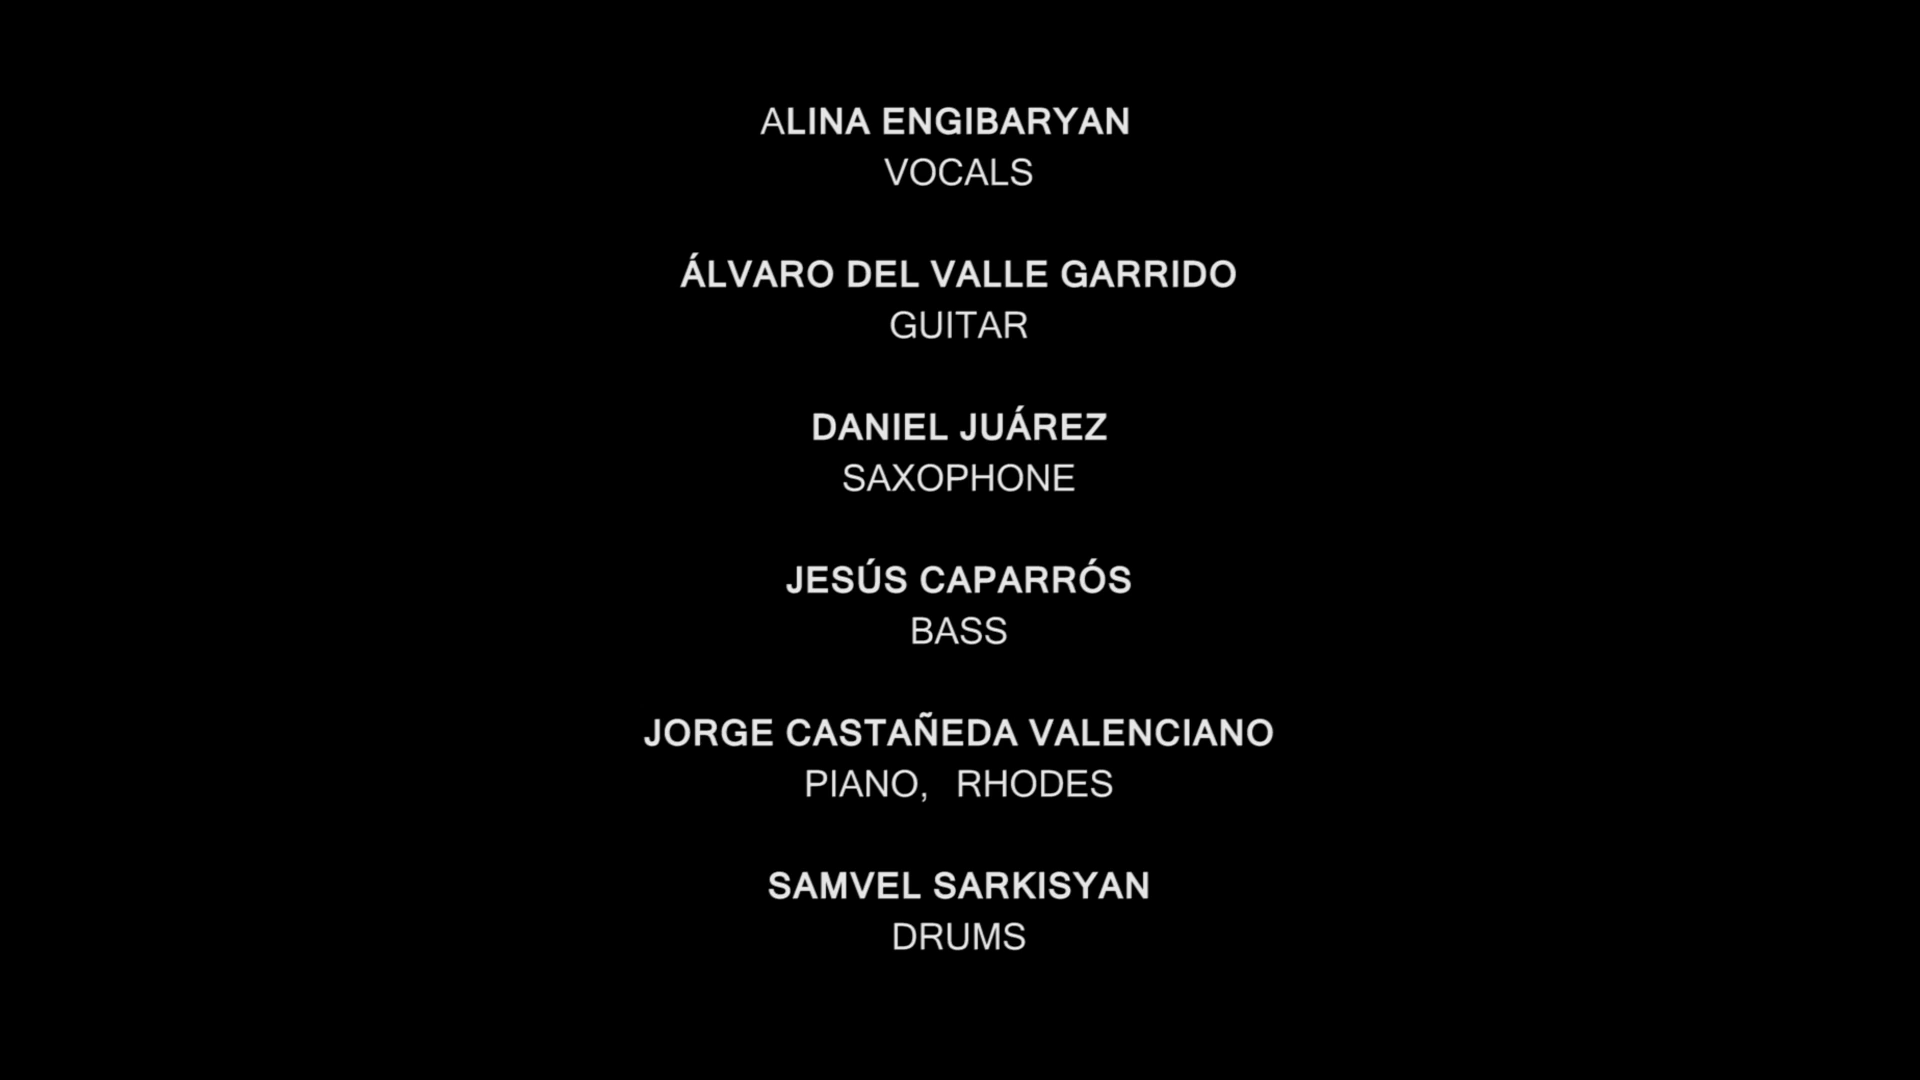 ALINA ENGIBARYAN
VOCALS
ÁLVARO DEL VALLE GARRIDO
GUITAR
DANIEL JUÁREZ
SAXOPHONE
JESÚS CAPARRÓS
BASS
JORGE CASTAÑEDA VALENCIANO
PIANO, RHODES
SAMVEL SARKISYAN
DRUMS